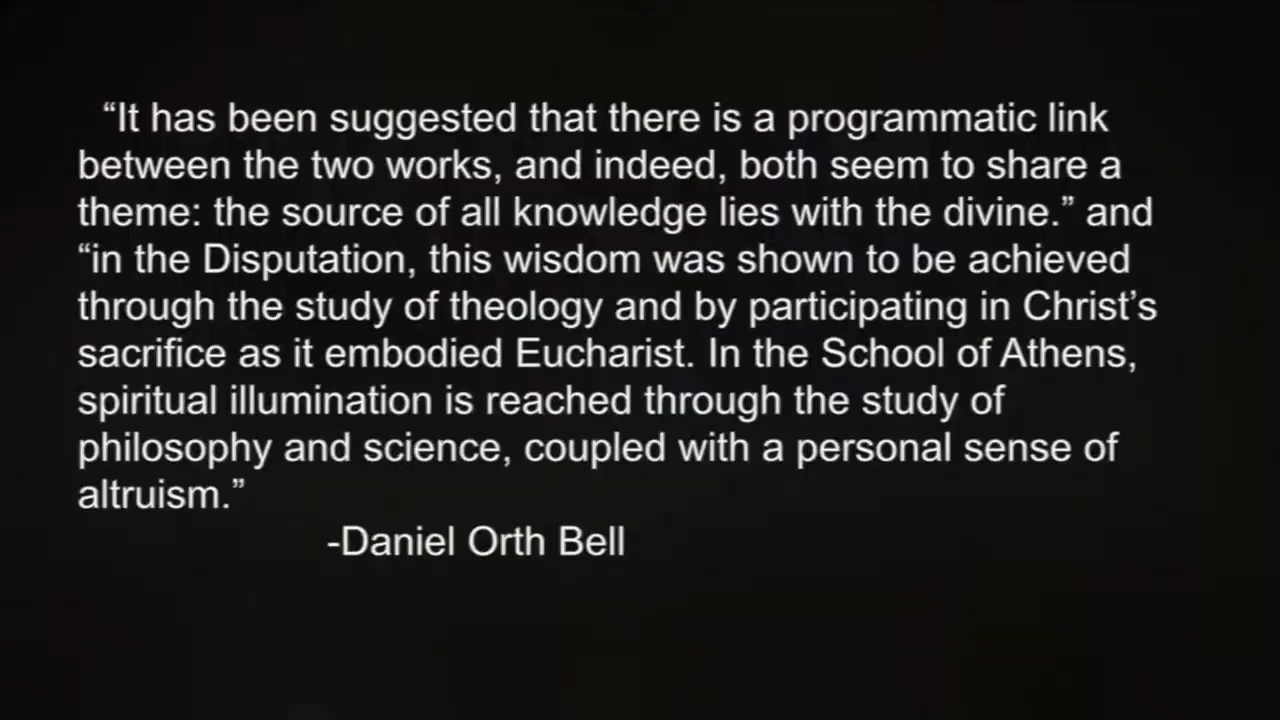 “It has been suggested that there is a programmatic link
between the two works, and indeed, both seem to share a
theme: the source of all knowledge lies with the divine.” and
“in the Disputation, this wisdom was shown to be achieved
through the study of theology and by participating in Christ’s
sacrifice as it embodied Eucharist. In the School of Athens,
spiritual illumination is reached through the study of
philosophy and science, coupled with a personal sense of
altruism.”
-Daniel Orth Bell